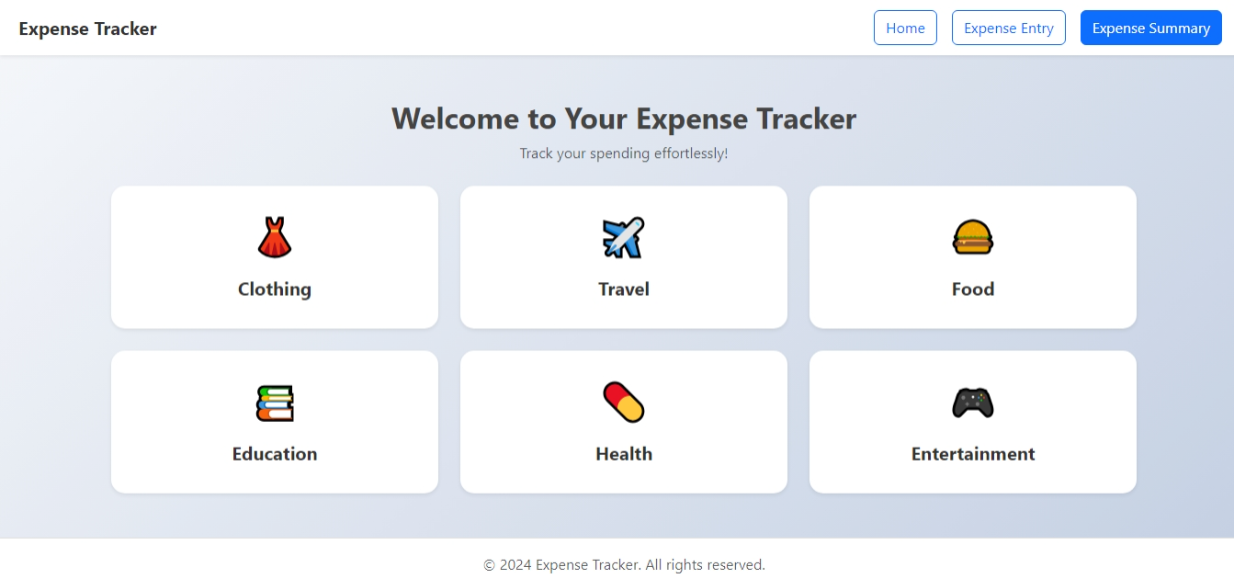 Expense Tracker
Home
Expense Entry
Expense Summary
Welcome to Your Expense Tracker
Track your spending effortlessly!
Clothing
Travel
Food
Education
Health
Entertainment
© 2024 Expense Tracker. All rights reserved.